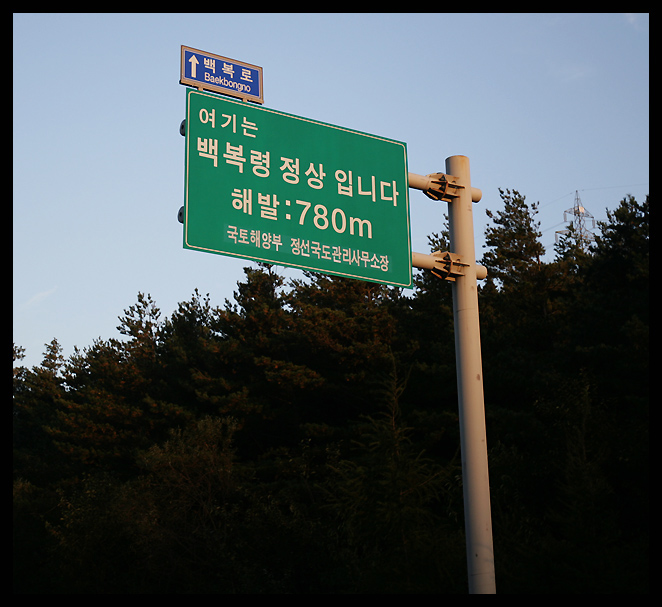 백복로
Baekbongno
여기는
백복령 정상 입니다
해발:780m
국토해양부 정선국도관리사무소장